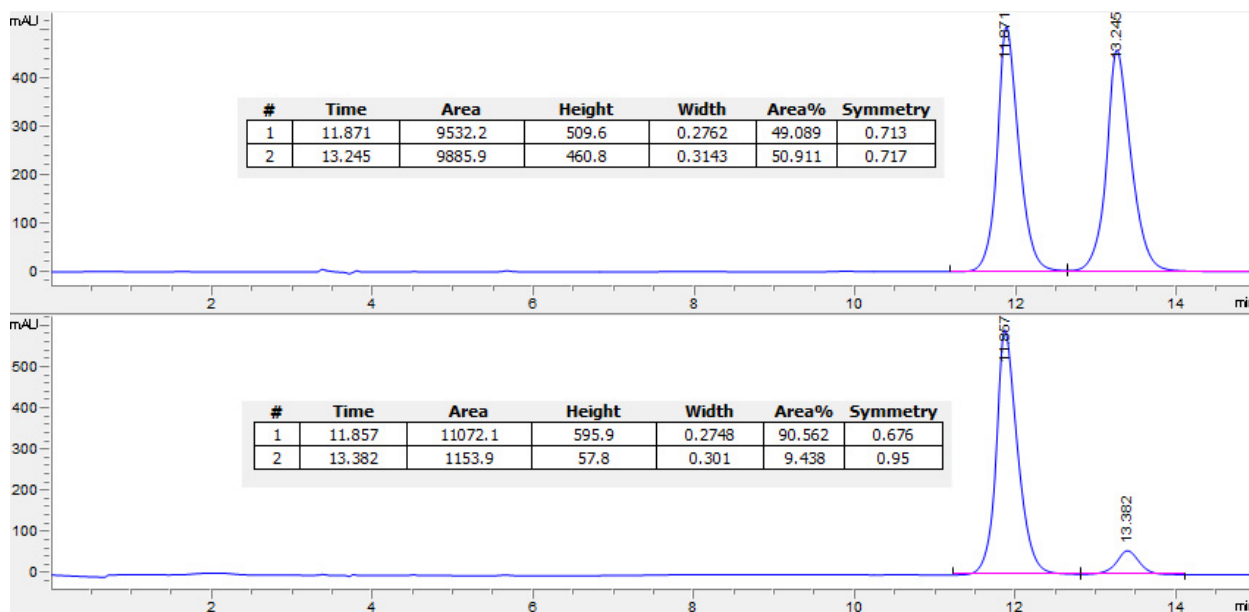 mAU
11.871
13.245
400
300
200
100
0
# Time Area Height Width Area% Symmetry
1 11.871 9532.2 509.6 0.2762 49.089 0.713
2 13.245 9885.9 460.8 0.3143 50.911 0.717
2 4 6 8 10 12 14 min
mAU
11.857
13.382
500
400
300
200
100
0
# Time Area Height Width Area% Symmetry
1 11.857 11072.1 595.9 0.2748 90.562 0.676
2 13.382 1153.9 57.8 0.301 9.438 0.95
2 4 6 8 10 12 14 min